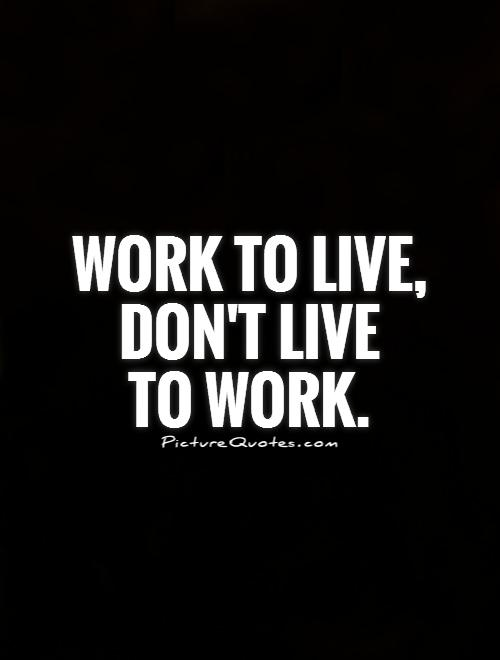 WORK TO LIVE,
DON'T LIVE
TO WORK.
PictureQuotes.com